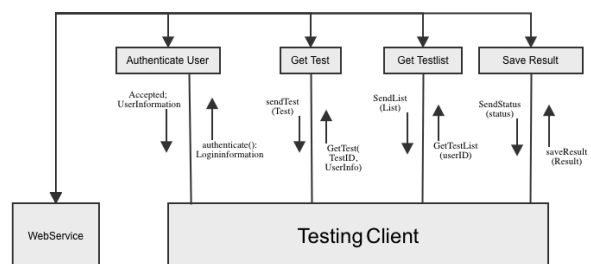 Authenticate User
Get Test
Get Testlist
Save Result
Accepted;
UserInformation
authenticate():
Logininformation
sendTest
(Test)
GetTest(
TestID,
UserInfo)
SendList
(List)
GetTestList
(userID)
SendStatus
(status)
saveResult
(Result)
WebService
Testing Client